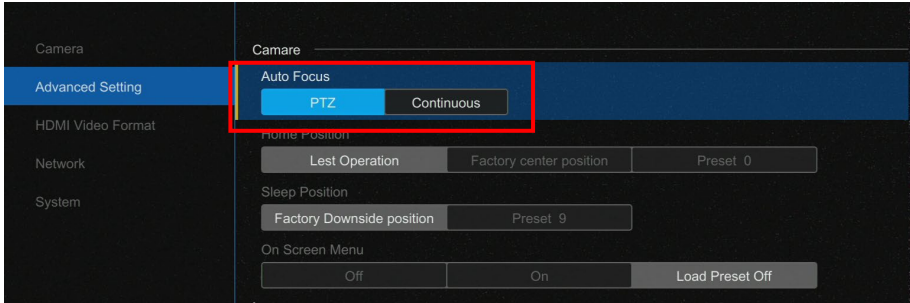 Camera
Advanced Setting
HDMI Video Format
Network
System
Camare
Auto Focus
PTZ Continuous
Home Position
Lest Operation Factory center position Preset 0
Sleep Position
Factory Downside position Preset 9
On Screen Menu
Off On Load Preset Off